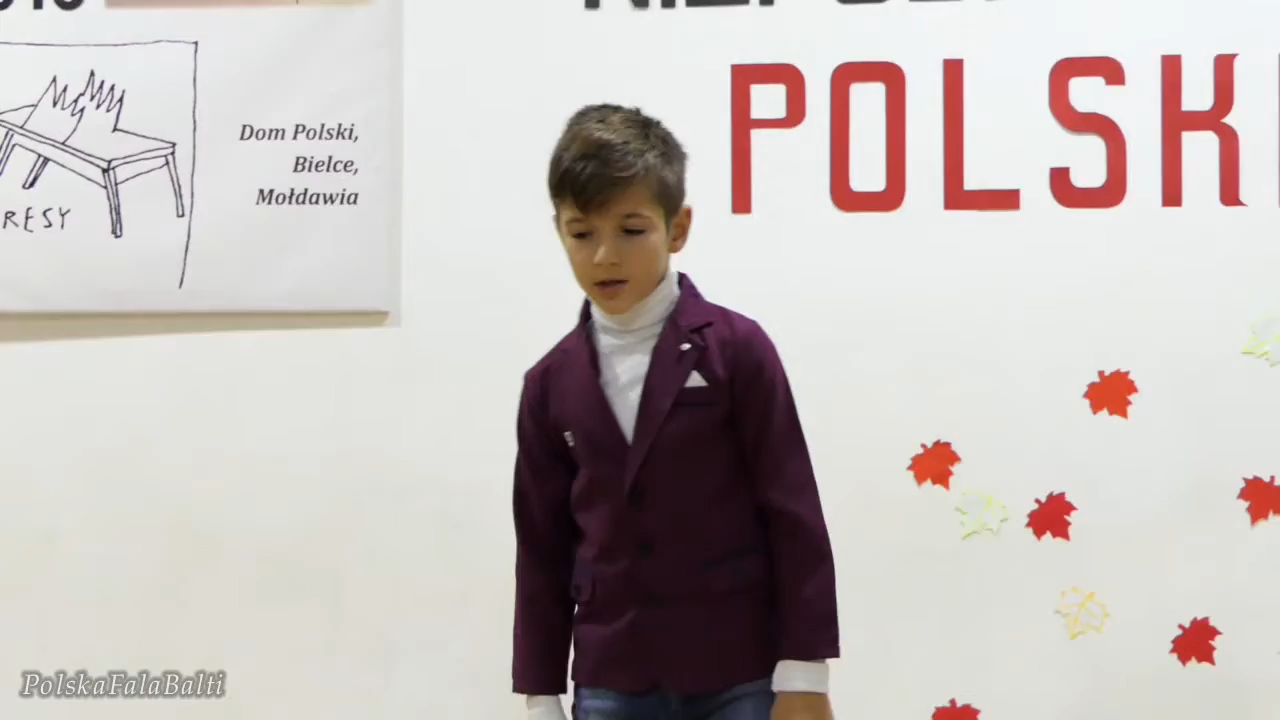 Dom Polski,
Bielce,
Mołdawia
RESY
POLSK
PolskaFalaBalti